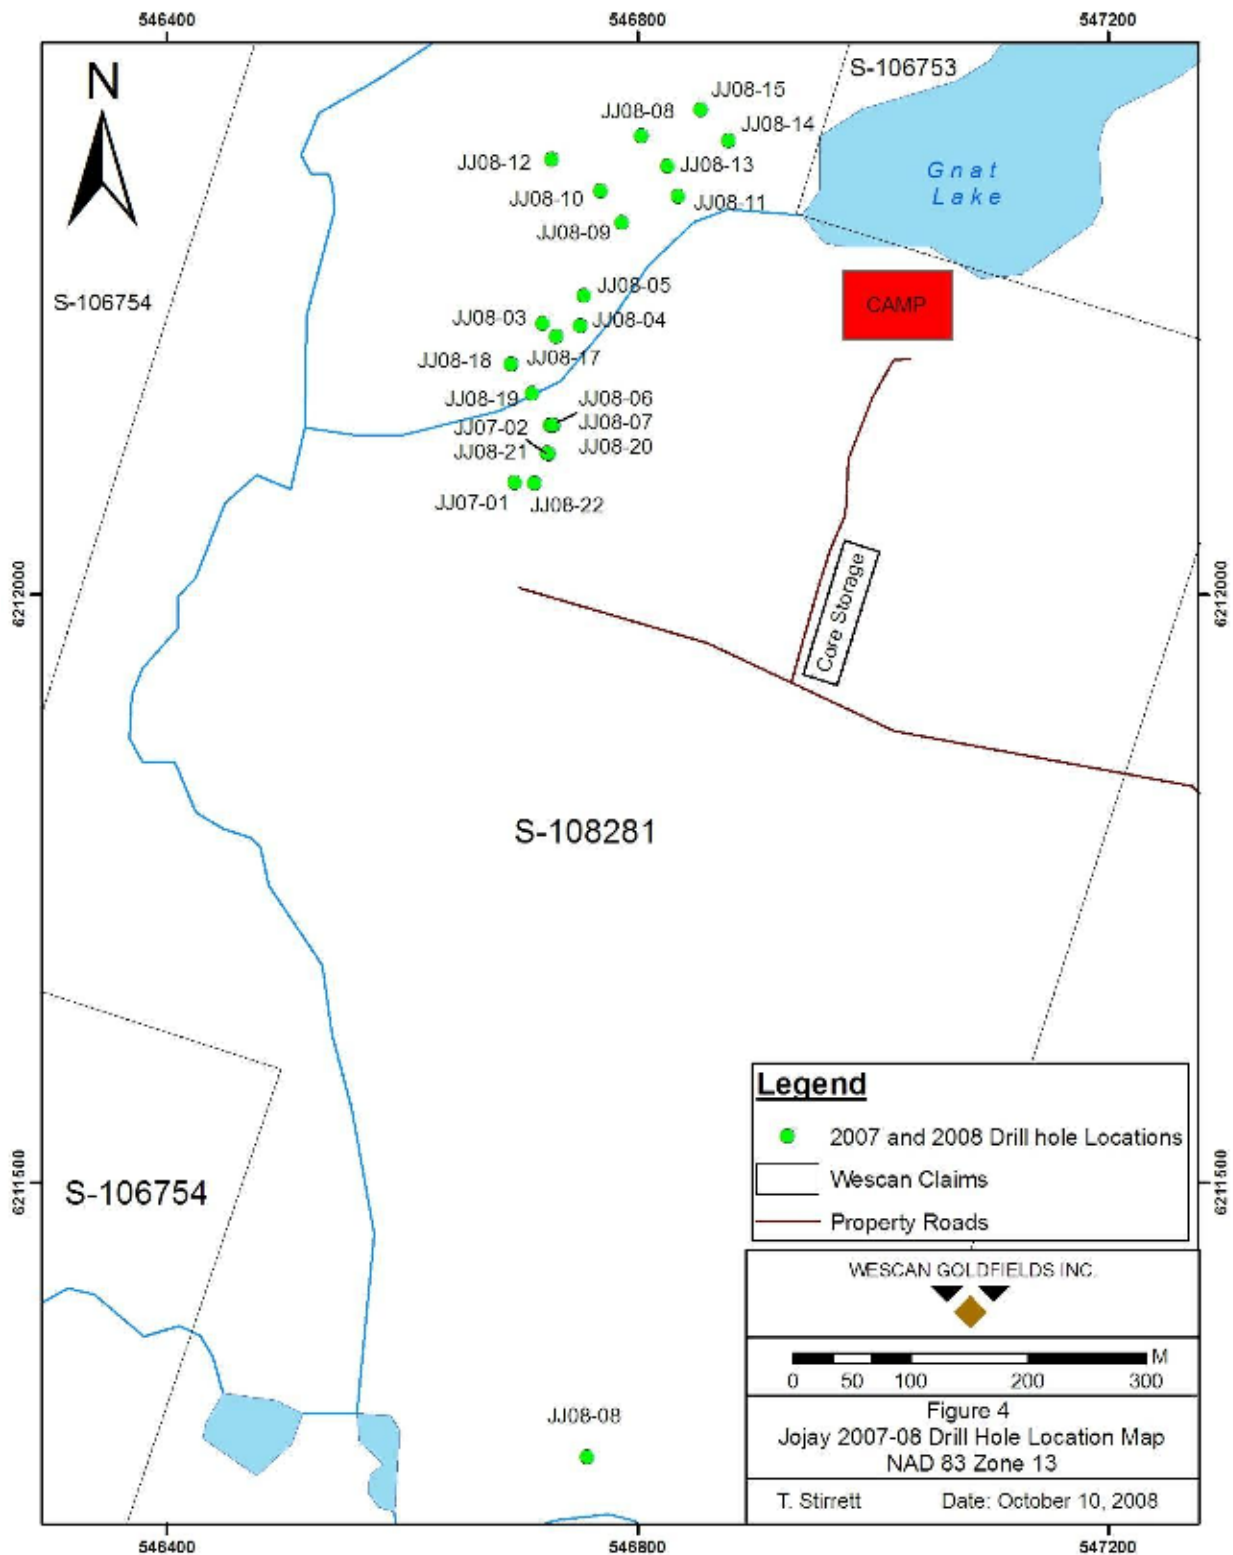 546400
546800
547200
N
S-106753
JJ08-15
JJ08-08
JJ08-14
JJ08-12
JJ08-13
Gnat
Lake
JJ08-10
JJ08-11
JJ08-09
JJ08-05
S-106754
CAMP
JJ08-03
JJ08-04
JJ08-18
JJ08-17
JJ08-19
JJ08-06
JJ07-02
JJ08-07
JJ08-21
JJ08-20
JJ07-01
JJ08-22
6212000
6212000
Core Storage
S-108281
Legend
2007 and 2008 Drill hole Locations
Wescan Claims
Property Roads
6211500
6211500
S-106754
WESCAN GOLDFIELDS INC.
M
0 50 100 200 300
JJ08-08
Figure 4
Jojay 2007-08 Drill Hole Location Map
NAD 83 Zone 13
T. Stirrett Date: October 10, 2008
546400
546800
547200